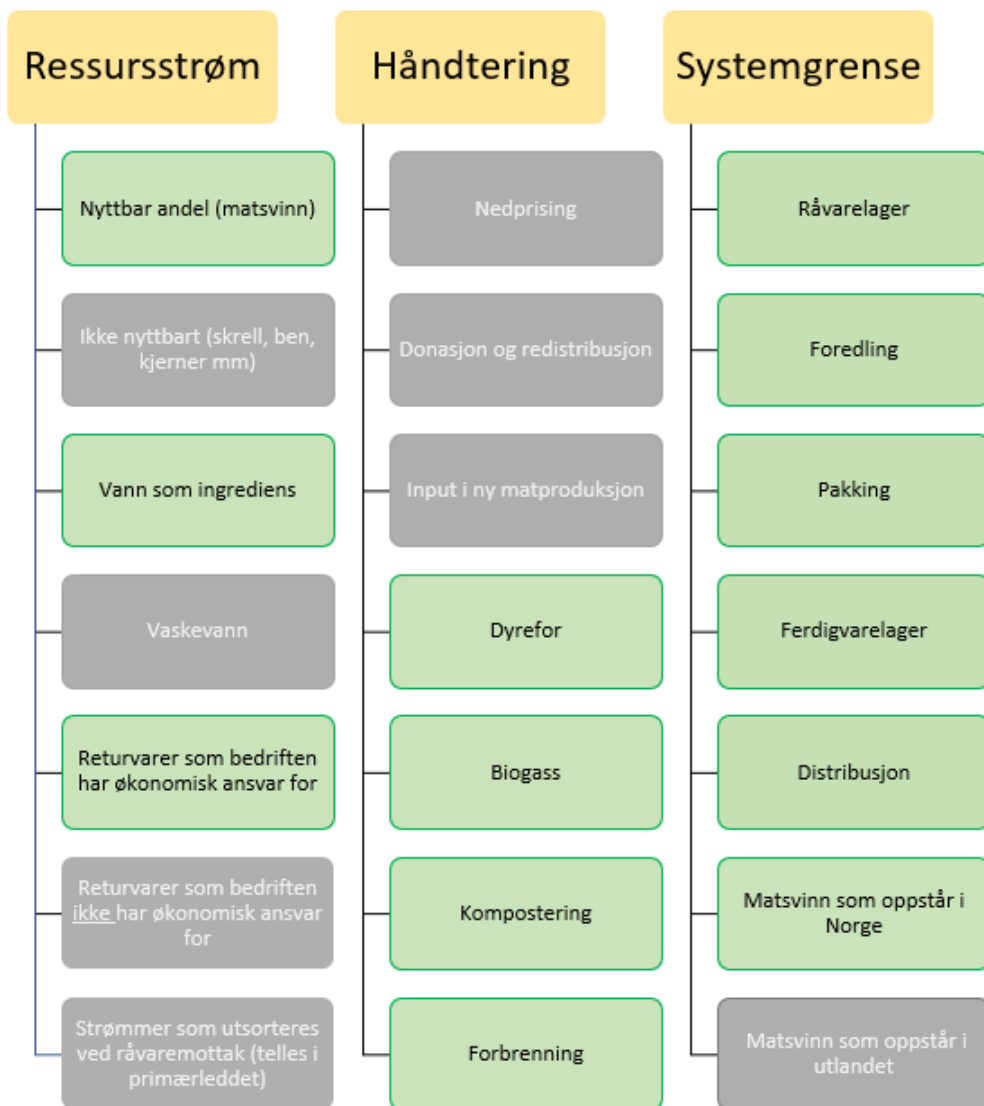 Ressursstrøm
Nyttbar andel (matsvinn)
Ikke nyttbart (skrell, ben,
kjerner mm)
Vann som ingrediens
Vaskevann
Returvarer som bedriften
har økonomisk ansvar for
Returvarer som bedriften
ikke har økonomisk ansvar
for
Strømmer som utsorteres
ved råvaremottak (telles i
primærleddet)
Håndtering
Nedprising
Donasjon og redistribusjon
Input i ny matproduksjon
Dyrefor
Biogass
Kompostering
Forbrenning
Systemgrense
Råvarelager
Foredling
Pakking
Ferdigvarelager
Distribusjon
Matsvinn som oppstår i
Norge
Matsvinn som oppstår i
utlandet